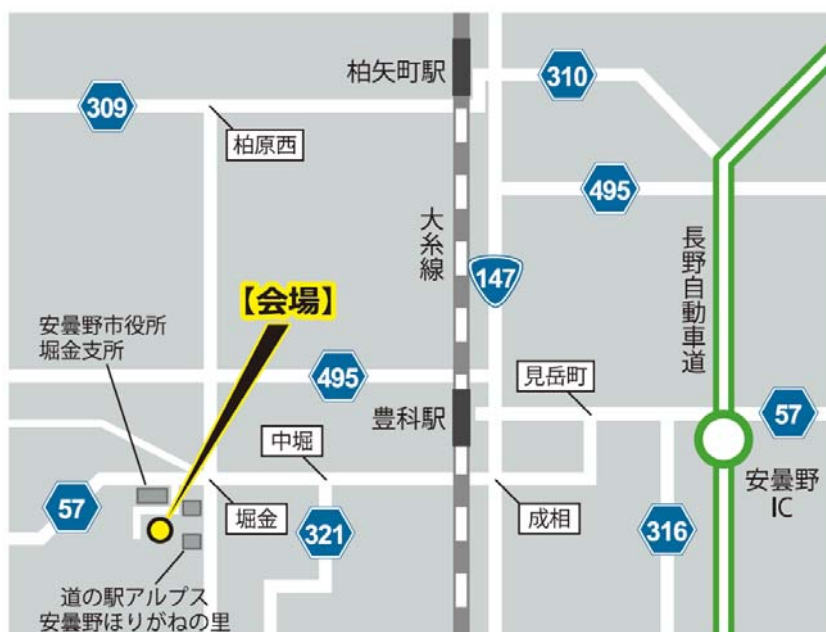 柏矢町駅
310
309
柏原西
495
大糸線
長野自動車道
147
【会場】
安曇野市役所
堀金支所
495
見岳町
豊科駅
57
中堀
安曇野
IC
57
堀金
321
成相
316
道の駅アルプス
安曇野ほりがねの里